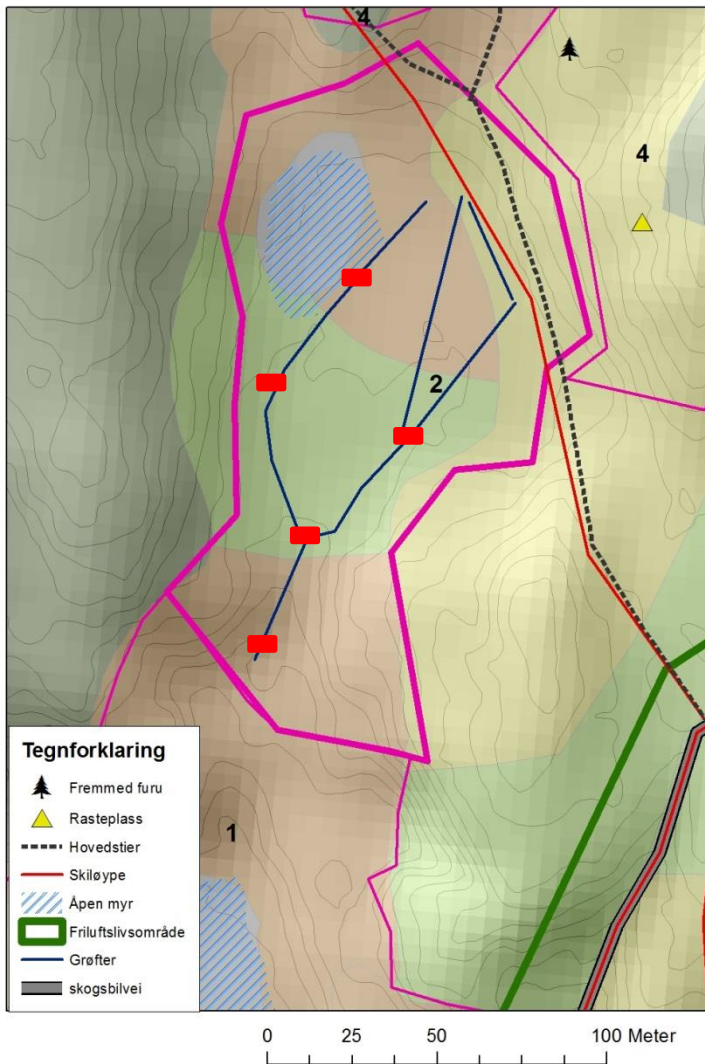 4
4
2
1
Tegnforklaring
Fremmed furu
Rasteplass
Hovedstier
Skiløype
Åpen myr
Friluftslivsområde
Grøfter
skogsbilvei
0 25 50 100 Meter